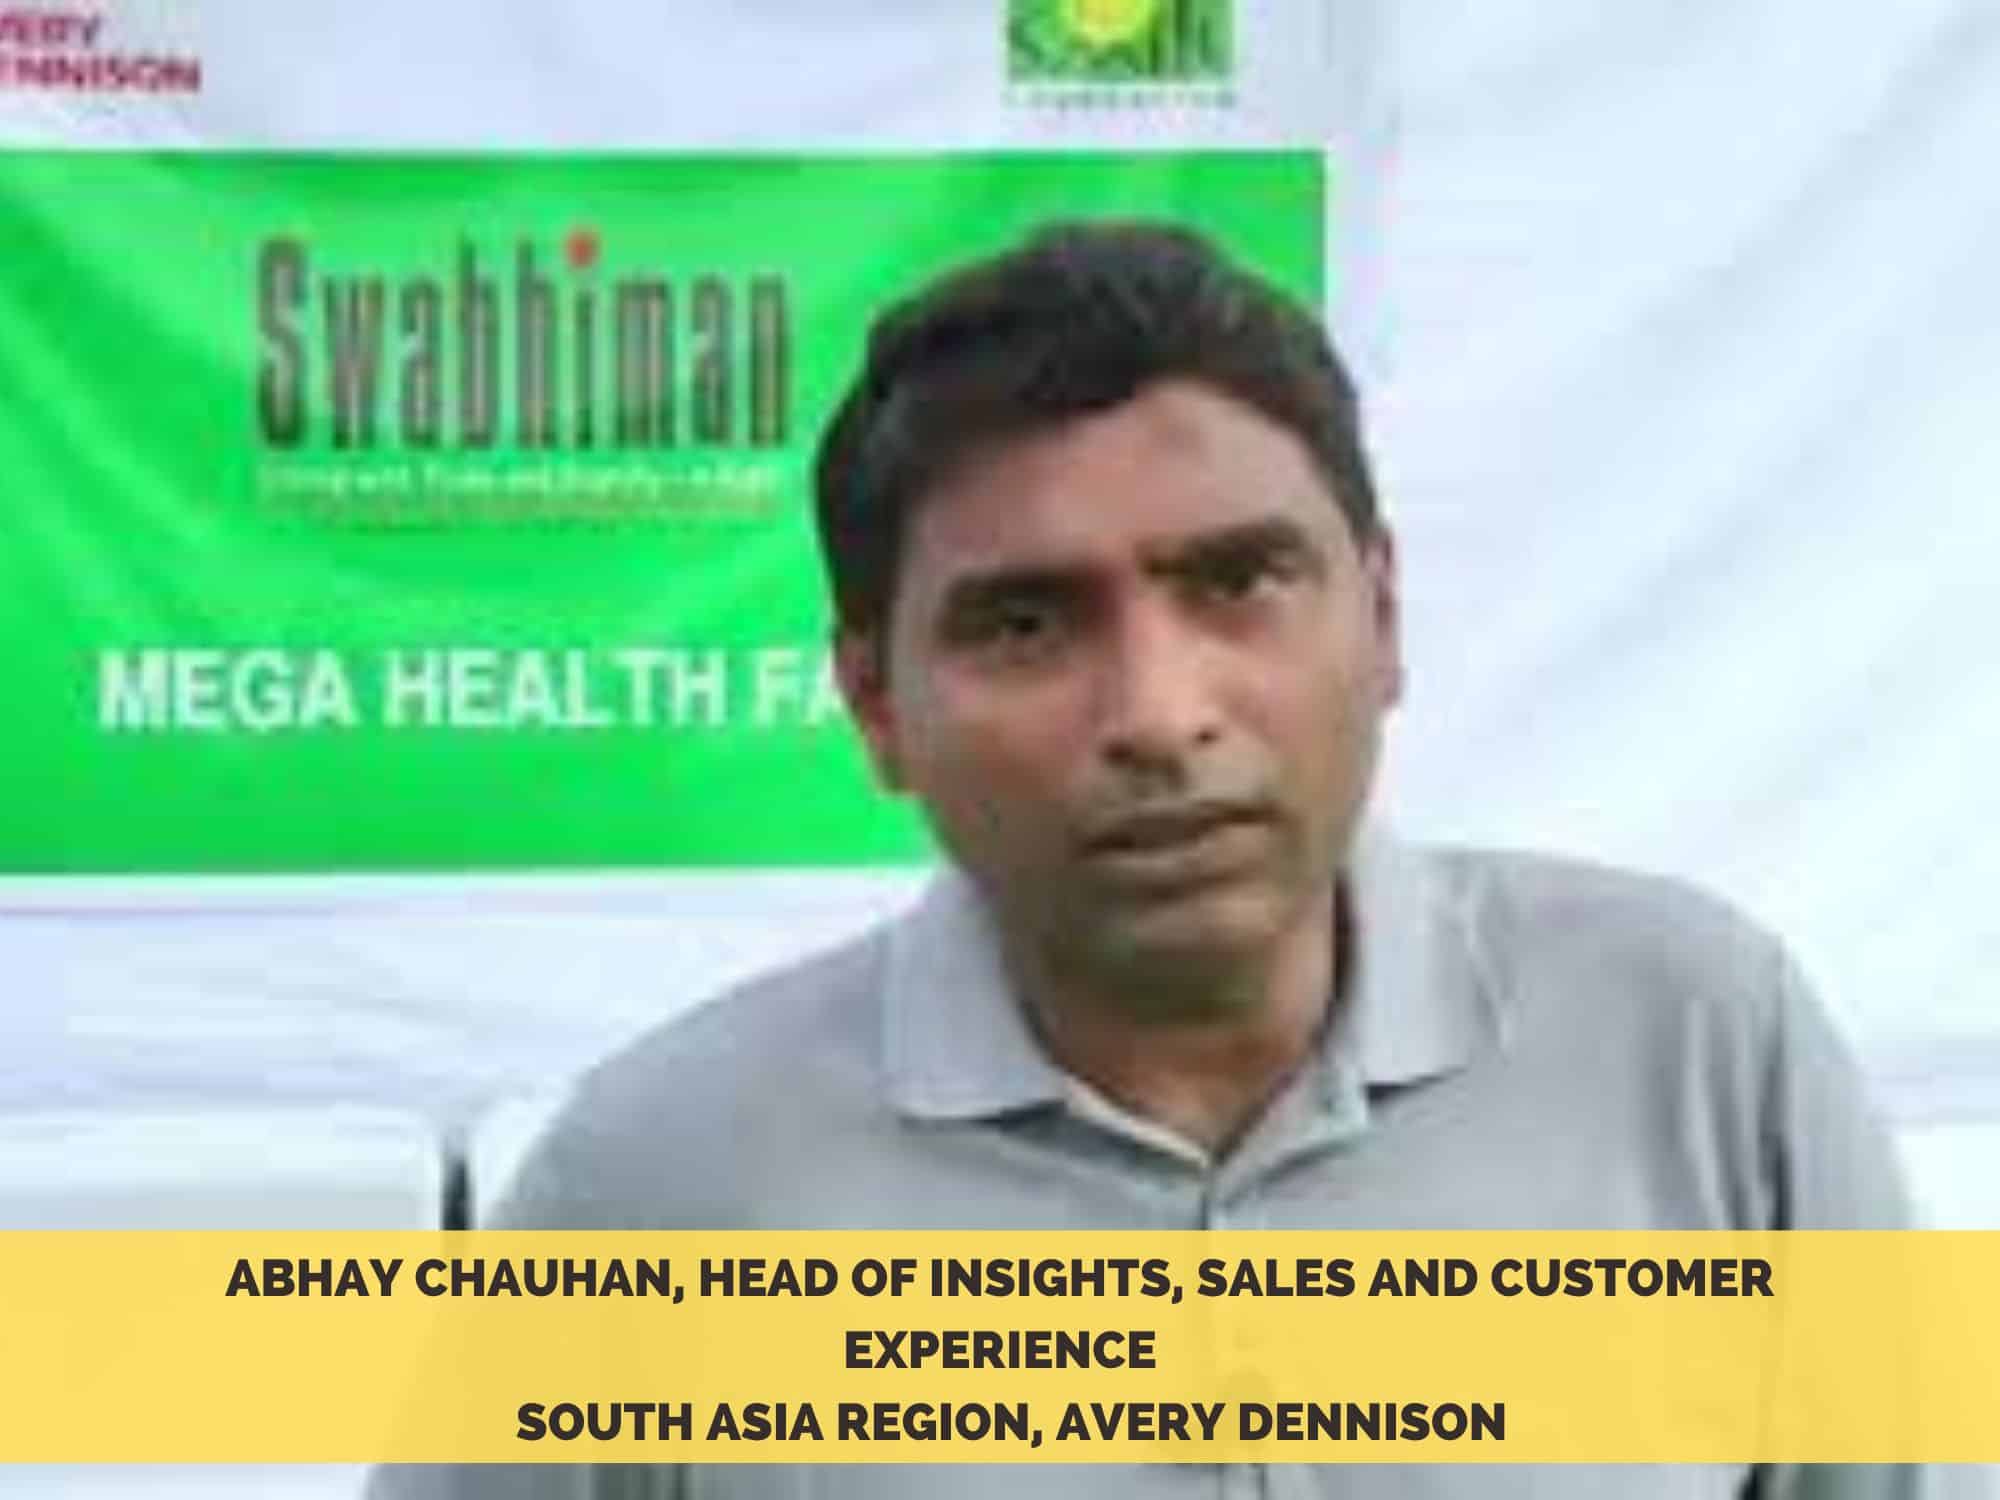 VERY
ENNISON
Swabhiman
MEGA HEALTH FA
ABHAY CHAUHAN, HEAD OF INSIGHTS, SALES AND CUSTOMER
EXPERIENCE
SOUTH ASIA REGION, AVERY DENNISON